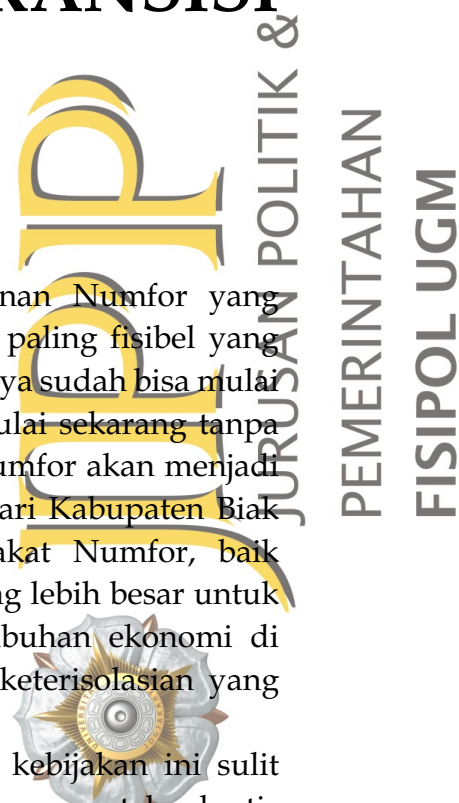 RANSISI
nan Numfor yang
paling fisibel yang
ya sudah bisa mulai
ulai sekarang tanpa
umfor akan menjadi
ari Kabupaten Biak
akat Numfor, baik
ng lebih besar untuk
buhan ekonomi di
keterisolasian yang
kebijakan ini sulit
JPP
JURUSAN POLITIK &
PEMERINTAHAN
FISIPOL UGM